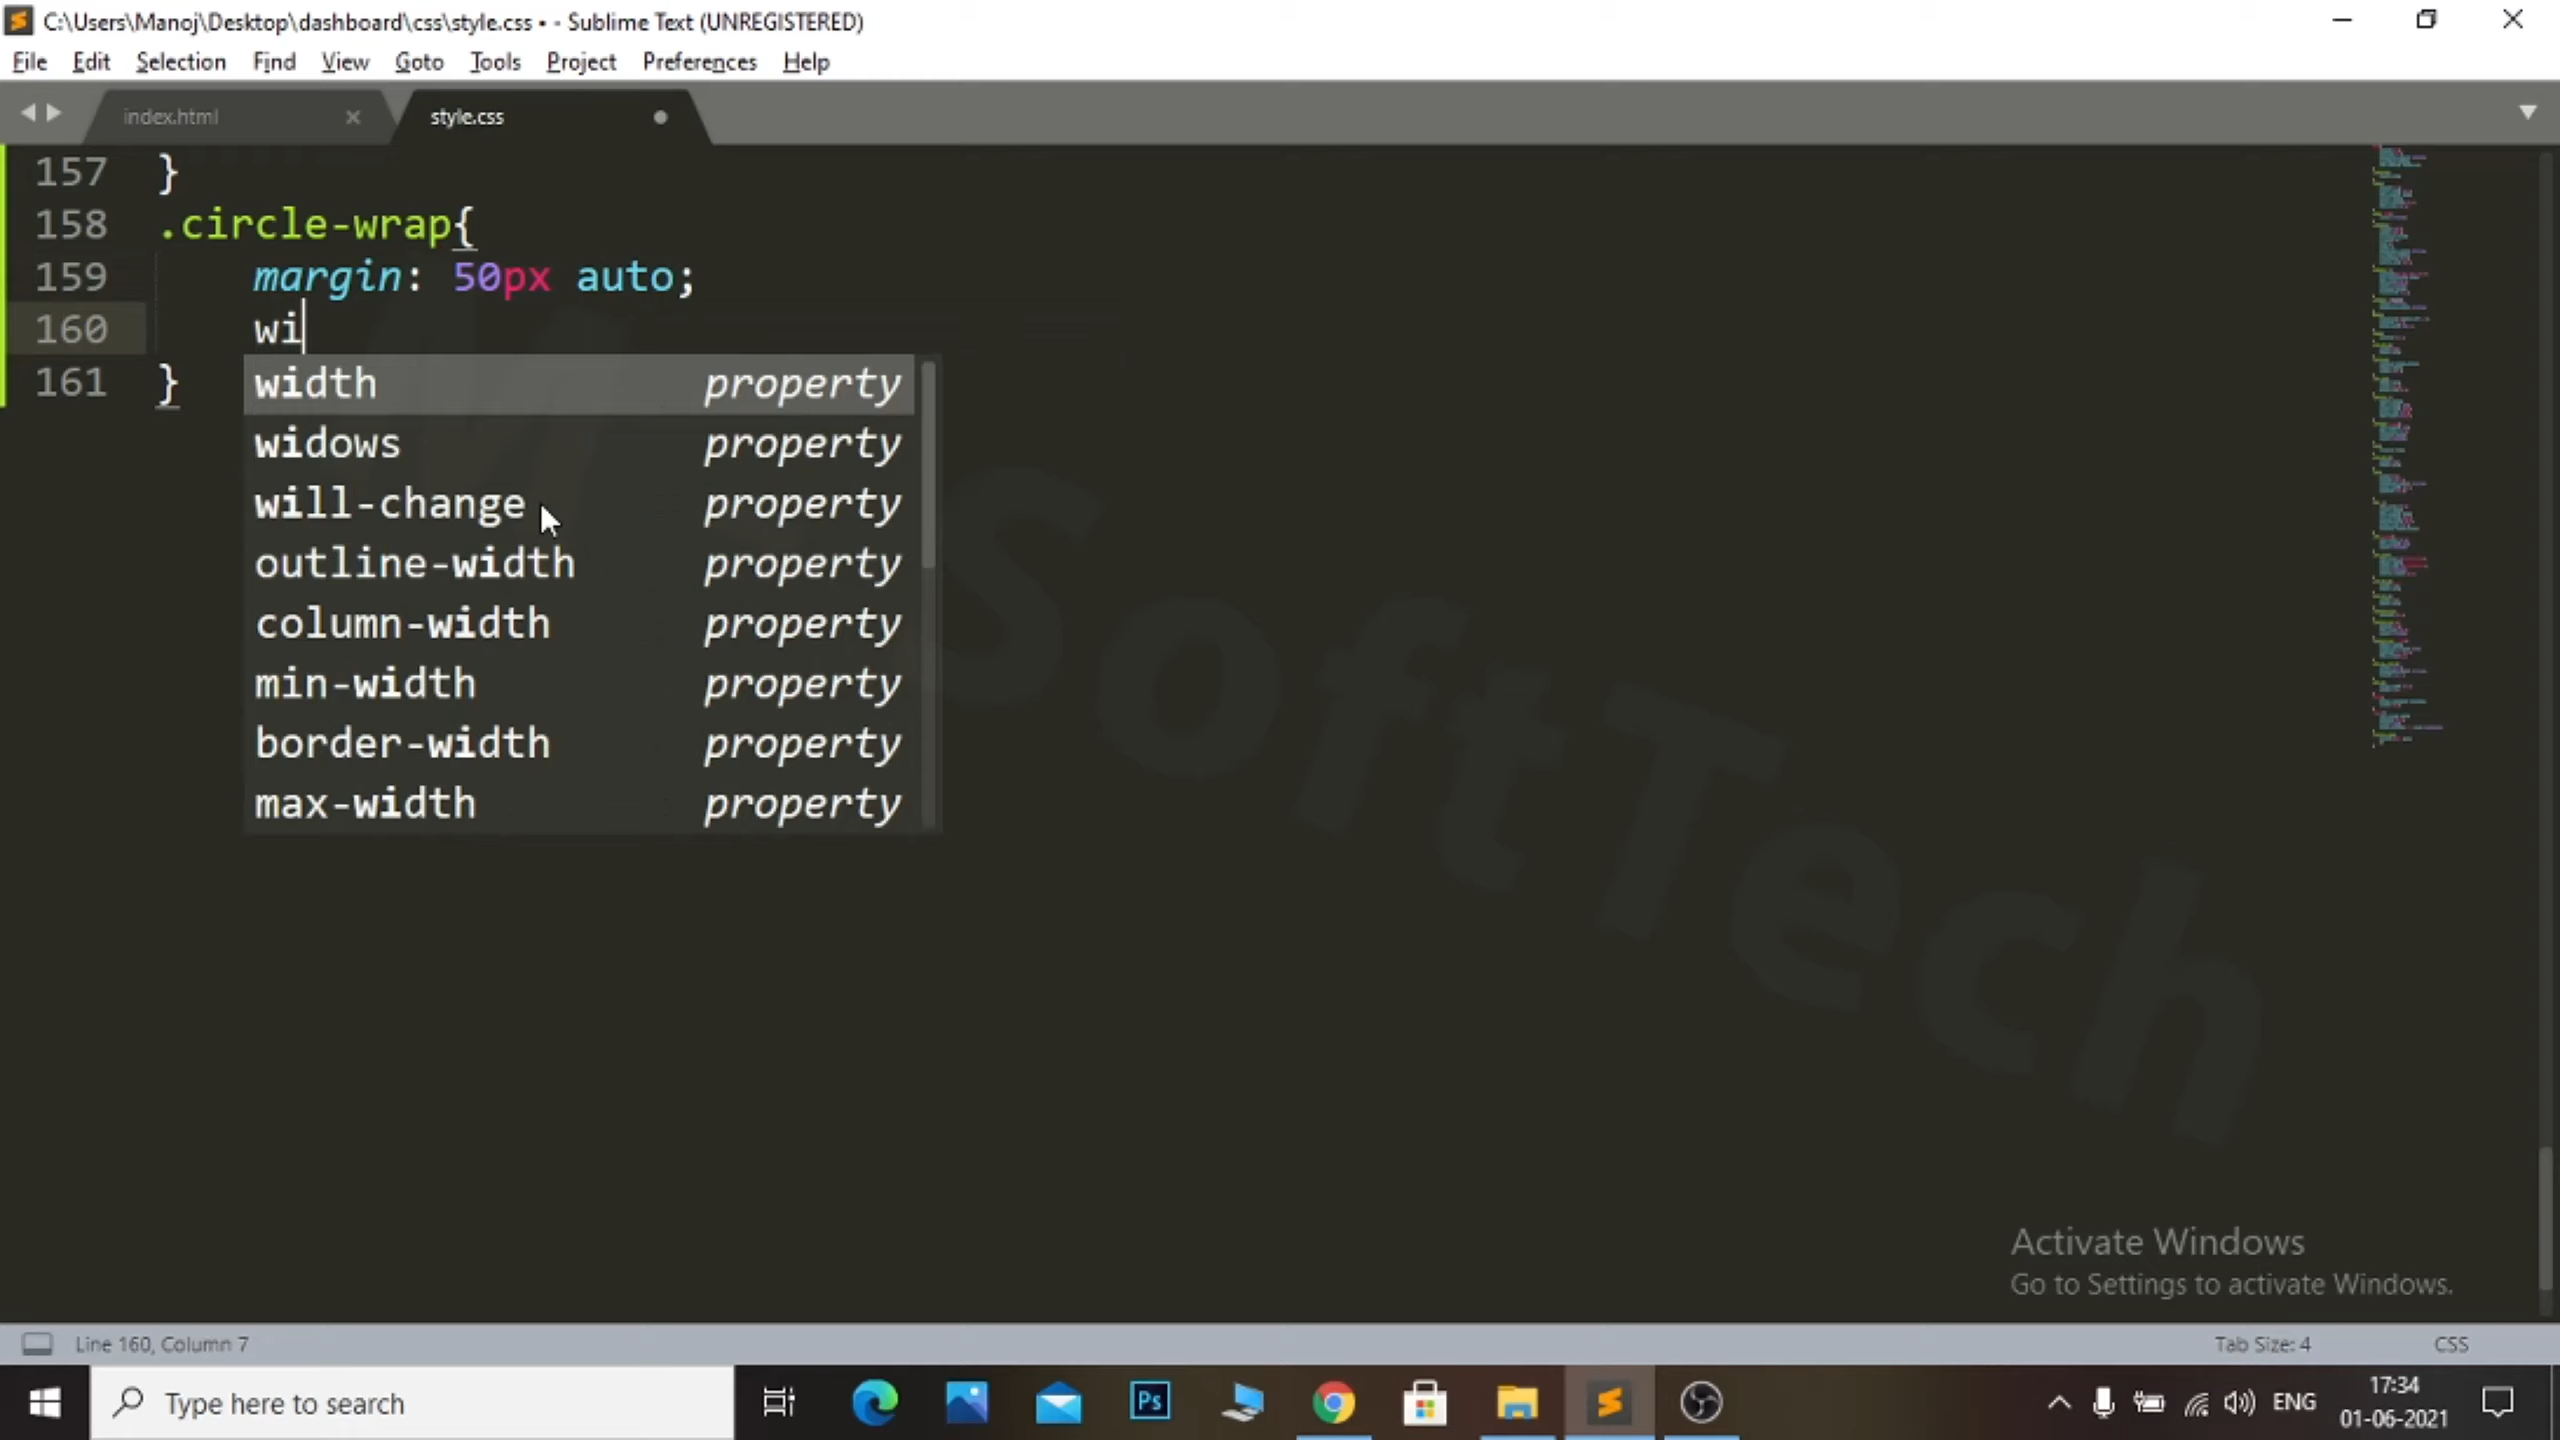 C:\Users\Manoj\Desktop\dashboard\css\style.css • - Sublime Text (UNREGISTERED)
File Edit Selection Find View Goto Tools Project Preferences Help
index.html style.css
157 }
158 .circle-wrap{
159 margin: 50px auto;
160 wi
161 }
width property
widows property
will-change property
outline-width property
column-width property
min-width property
border-width property
max-width property
SoftTech
Activate Windows
Go to Settings to activate Windows.
Line 160, Column 7 Tab Size: 4 CSS
Type here to search
Ps
ENG
17:34
01-06-2021